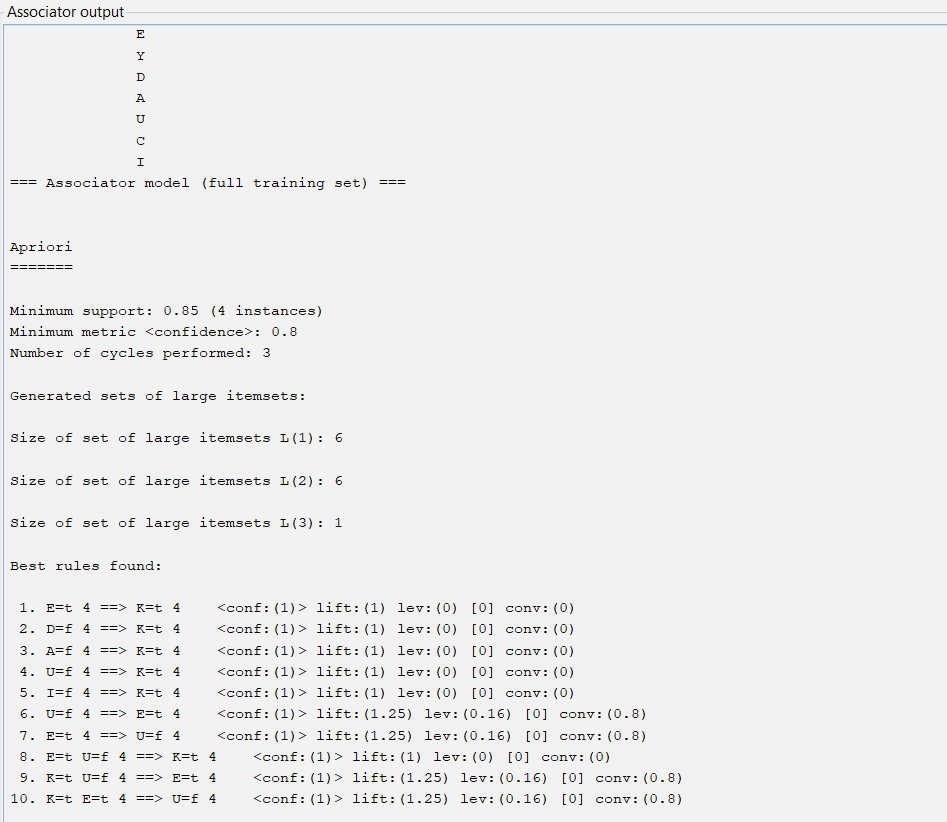 Associator output
E
Y
D
A
U
C
I
=== Associator model (full training set) ===
Apriori
=======
Minimum support: 0.85 (4 instances)
Minimum metric <confidence>: 0.8
Number of cycles performed: 3
Generated sets of large itemsets:
Size of set of large itemsets L(1): 6
Size of set of large itemsets L(2): 6
Size of set of large itemsets L(3): 1
Best rules found:
1. E=t 4 ==> K=t 4 <conf:(1)> lift:(1) lev:(0) [0] conv:(0)
2. D=f 4 ==> K=t 4 <conf:(1)> lift:(1) lev:(0) [0] conv:(0)
3. A=f 4 ==> K=t 4 <conf:(1)> lift:(1) lev:(0) [0] conv:(0)
4. U=f 4 ==> K=t 4 <conf:(1)> lift:(1) lev:(0) [0] conv:(0)
5. I=f 4 ==> K=t 4 <conf:(1)> lift:(1) lev:(0) [0] conv:(0)
6. U=f 4 ==> E=t 4 <conf:(1)> lift:(1.25) lev:(0.16) [0] conv:(0.8)
7. E=t 4 ==> U=f 4 <conf:(1)> lift:(1.25) lev:(0.16) [0] conv:(0.8)
8. E=t U=f 4 ==> K=t 4 <conf:(1)> lift:(1) lev:(0) [0] conv:(0)
9. K=t U=f 4 ==> E=t 4 <conf:(1)> lift:(1.25) lev:(0.16) [0] conv:(0.8)
10. K=t E=t 4 ==> U=f 4 <conf:(1)> lift:(1.25) lev:(0.16) [0] conv:(0.8)